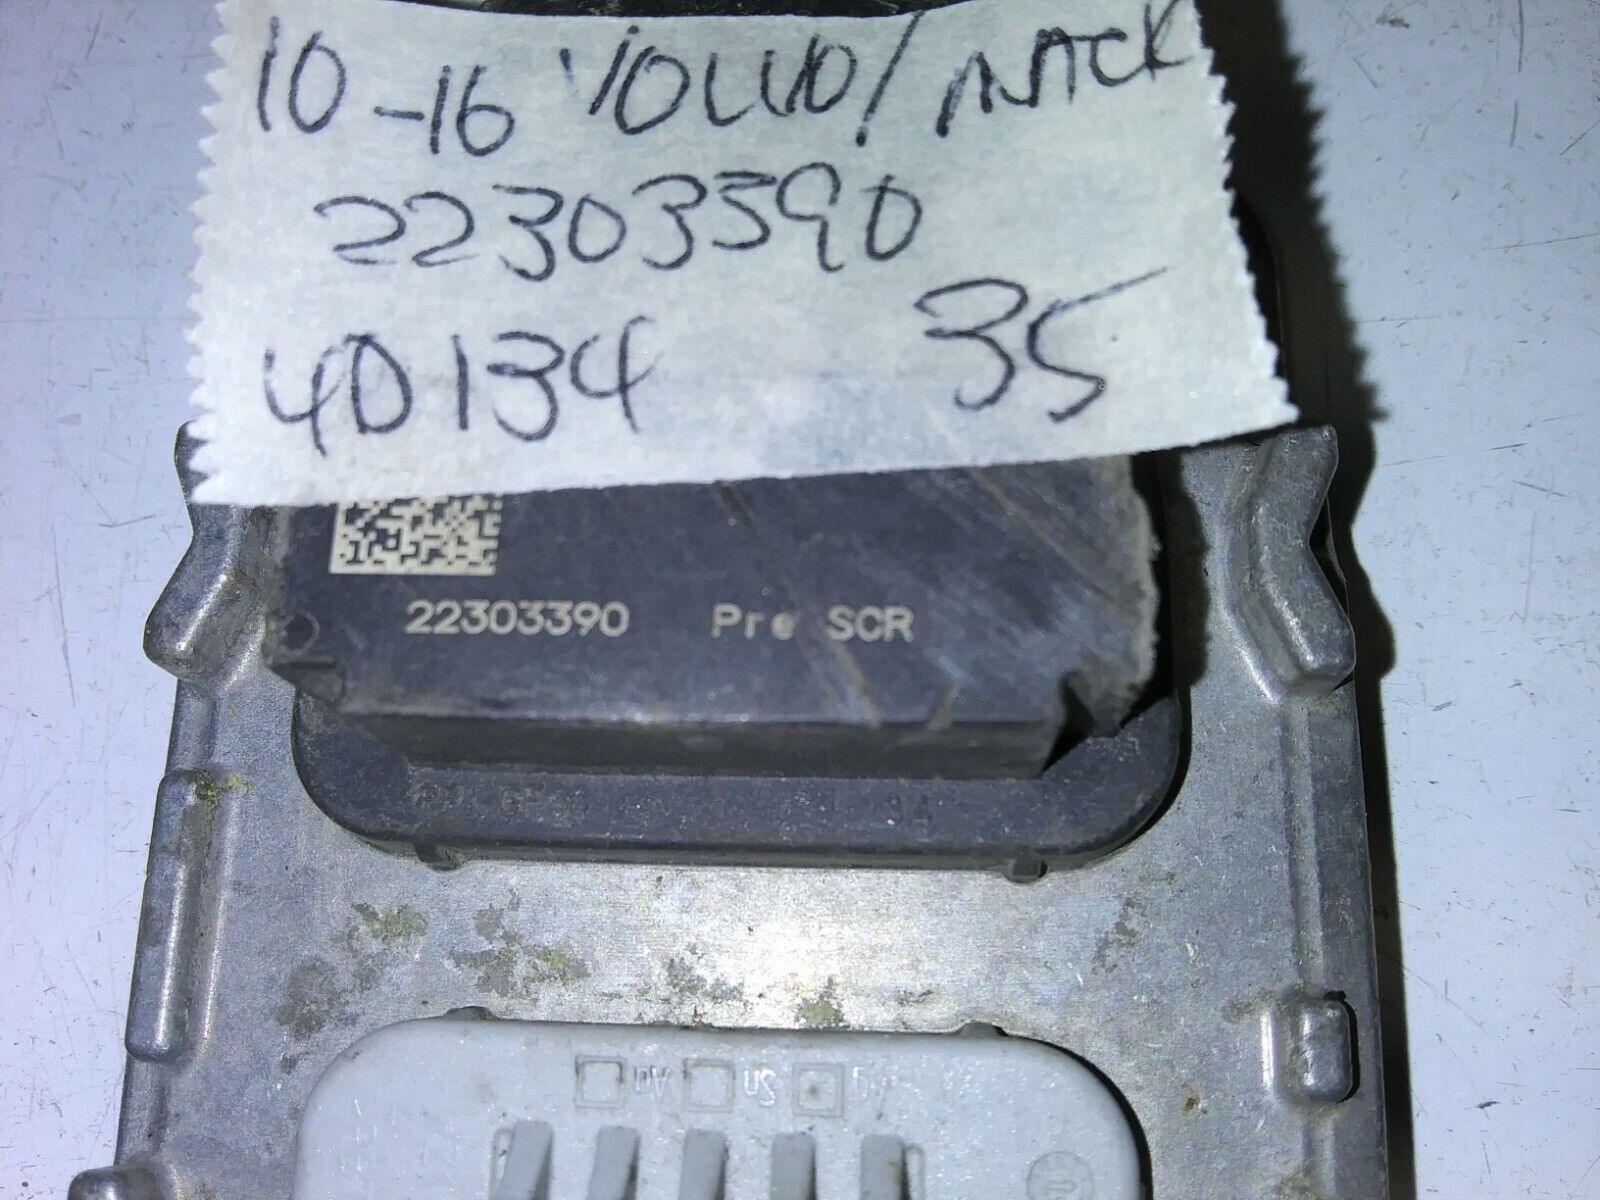 10-16 VOLVO/MACK
22303390
40134 35
22303390 Pre SCR
US